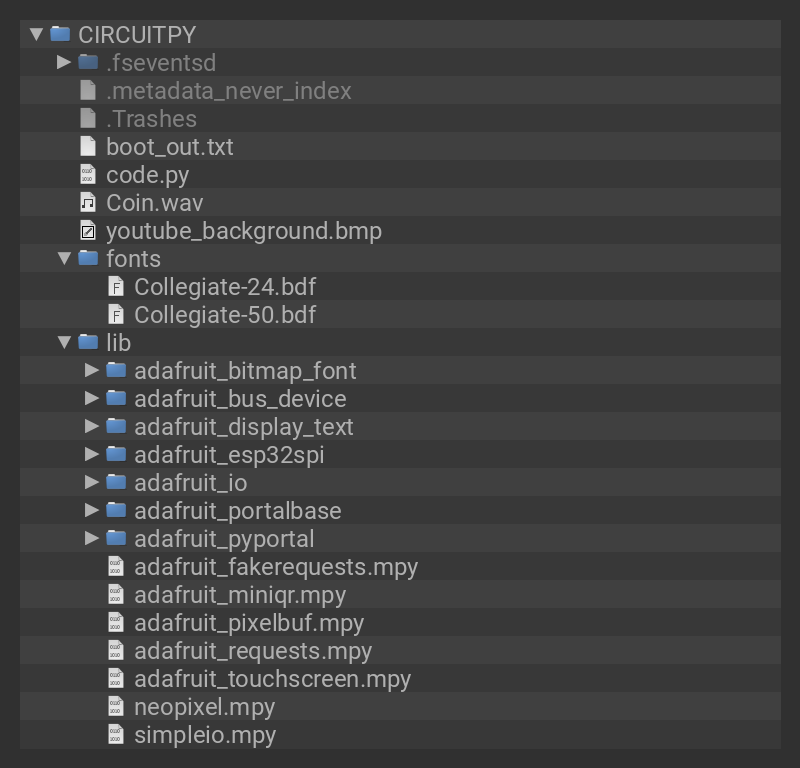 CIRCUITPY
.fseventsd
.metadata_never_index
.Trashes
boot_out.txt
code.py
Coin.wav
youtube_background.bmp
fonts
Collegiate-24.bdf
Collegiate-50.bdf
lib
adafruit_bitmap_font
adafruit_bus_device
adafruit_display_text
adafruit_esp32spi
adafruit_io
adafruit_portalbase
adafruit_pyportal
adafruit_fakerequests.mpy
adafruit_miniqr.mpy
adafruit_pixelbuf.mpy
adafruit_requests.mpy
adafruit_touchscreen.mpy
neopixel.mpy
simpleio.mpy